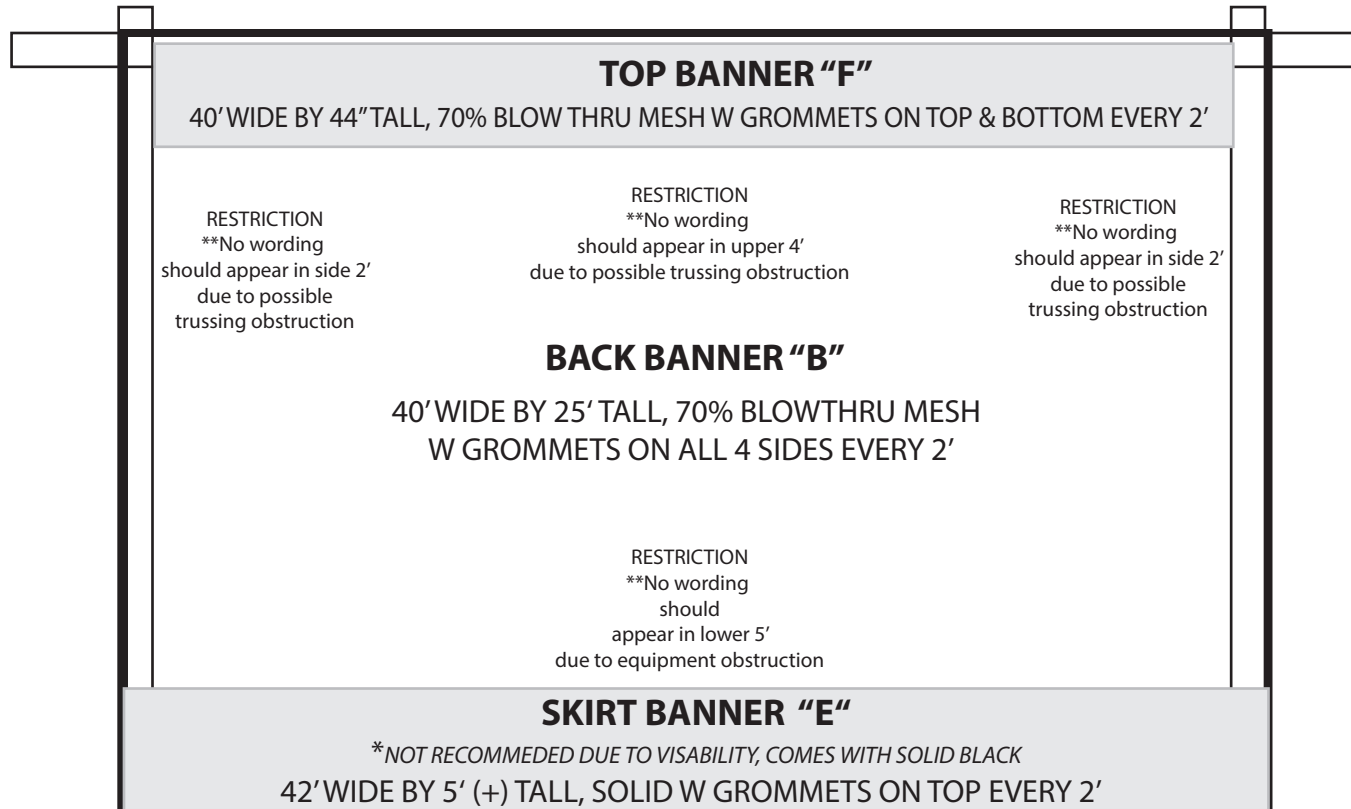 TOP BANNER “F”
40’ WIDE BY 44” TALL, 70% BLOW THRU MESH W GROMMETS ON TOP & BOTTOM EVERY 2’
RESTRICTION
**No wording
should appear in side 2’
due to possible
trussing obstruction
RESTRICTION
**No wording
should appear in upper 4’
due to possible trussing obstruction
RESTRICTION
**No wording
should appear in side 2’
due to possible
trussing obstruction
BACK BANNER “B”
40’ WIDE BY 25‘ TALL, 70% BLOWTHRU MESH
W GROMMETS ON ALL 4 SIDES EVERY 2’
RESTRICTION
**No wording
should
appear in lower 5’
due to equipment obstruction
SKIRT BANNER “E“
*NOT RECOMMEDED DUE TO VISABILITY, COMES WITH SOLID BLACK
42’ WIDE BY 5‘ (+) TALL, SOLID W GROMMETS ON TOP EVERY 2’